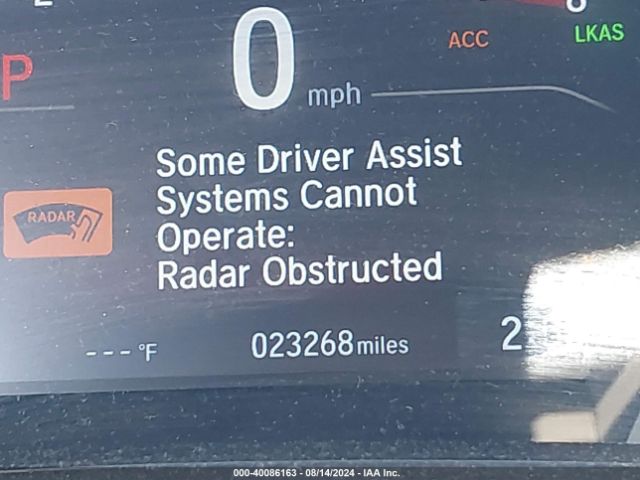 P
0 mph
ACC
LKAS
Some Driver Assist
Systems Cannot
RADAR
Operate:
Radar Obstructed
---°F
023268 miles
2
000-40086163 - 08/14/2024 - IAA Inc.